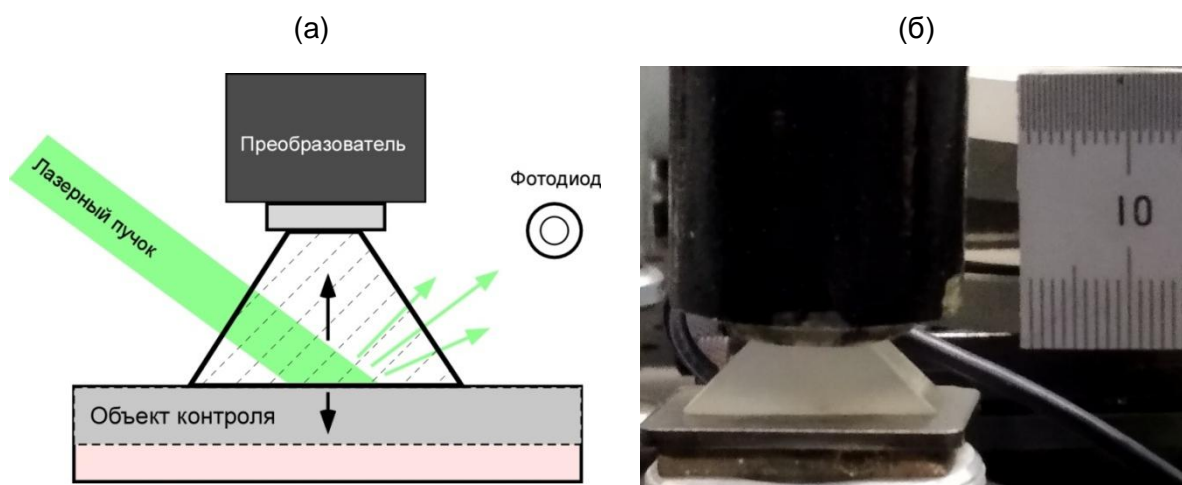 (а)
(б)
Преобразователь
Лазерный пучок
Фотодиод
10
Объект контроля